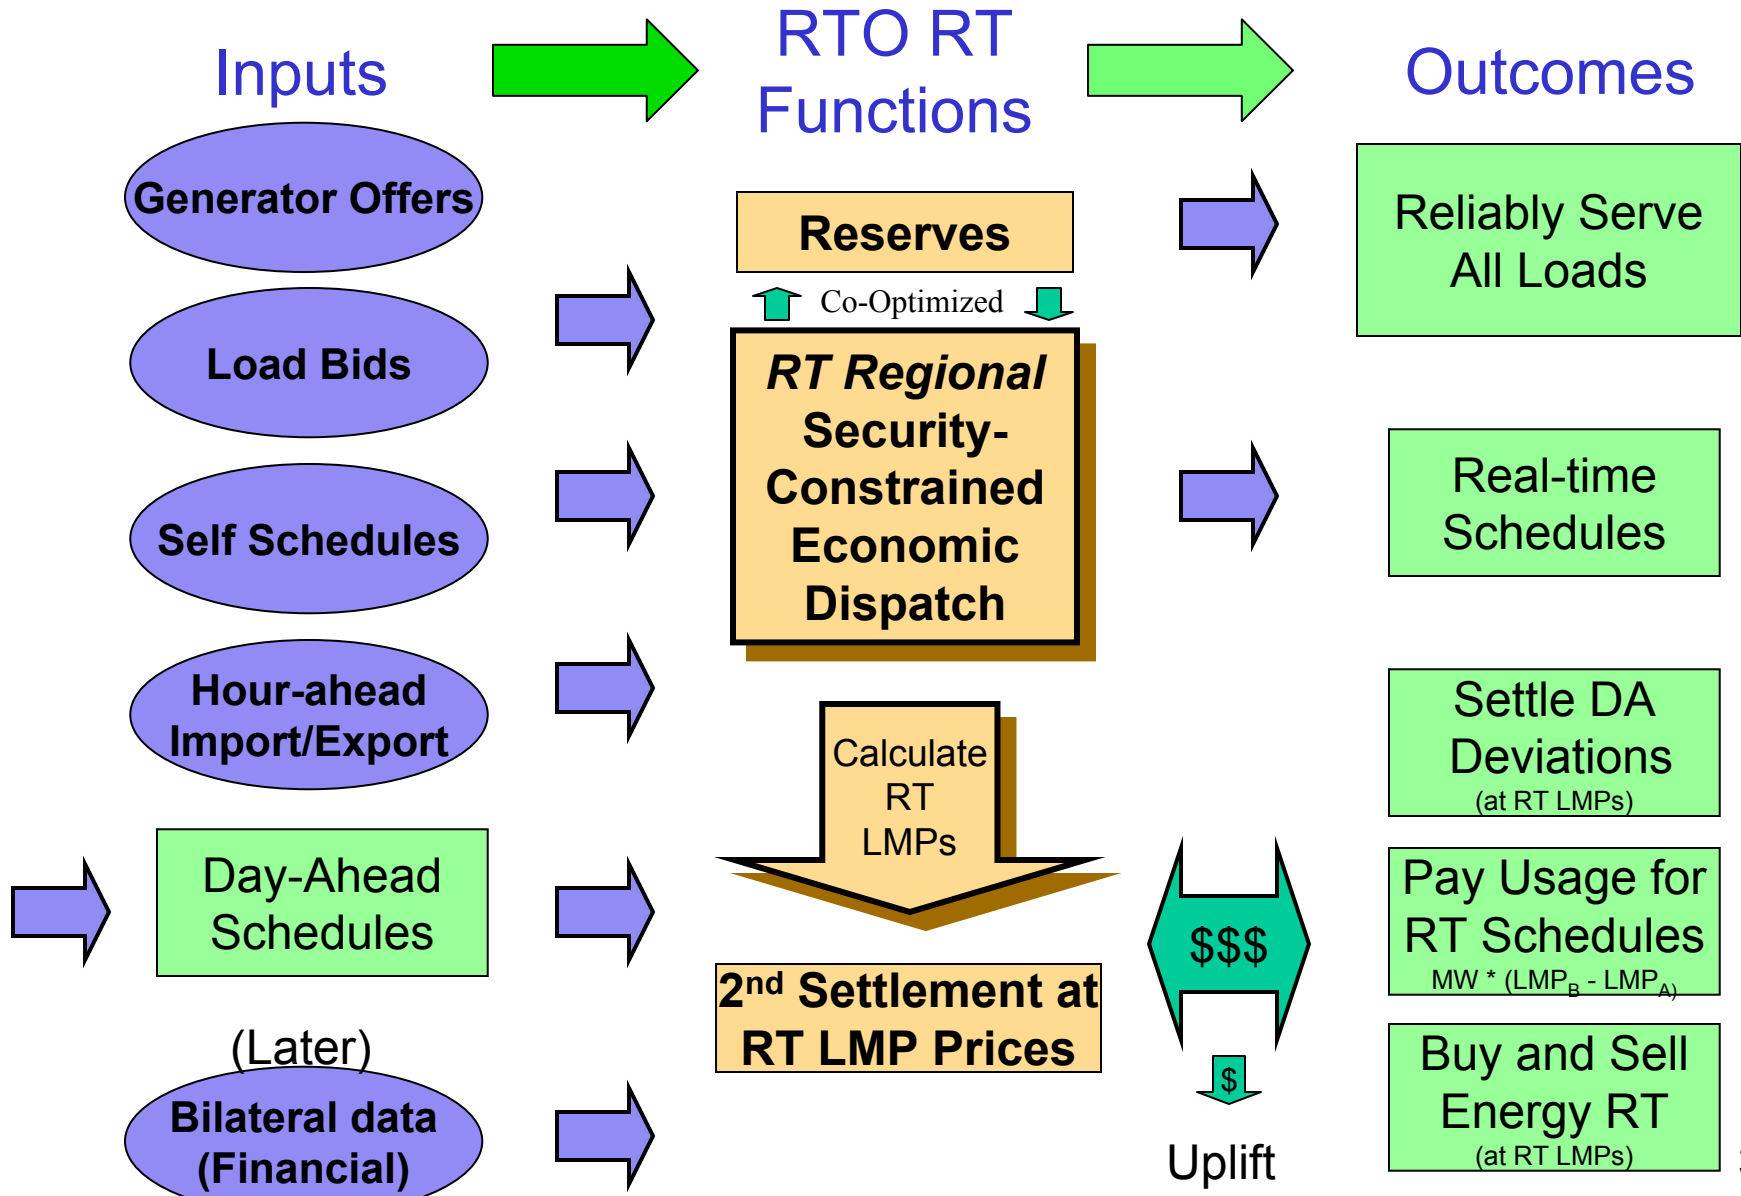 Inputs
RTO RT
Functions
Outcomes
Generator Offers
Load Bids
Self Schedules
Hour-ahead
Import/Export
Day-Ahead
Schedules
(Later)
Bilateral data
(Financial)
Reserves
Co-Optimized
RT Regional
Security-
Constrained
Economic
Dispatch
Calculate
RT
LMPs
2nd Settlement at
RT LMP Prices
$$$
$
Uplift
Reliably Serve
All Loads
Real-time
Schedules
Settle DA
Deviations
(at RT LMPs)
Pay Usage for
RT Schedules
MW * (LMPB - LMPA)
Buy and Sell
Energy RT
(at RT LMPs)